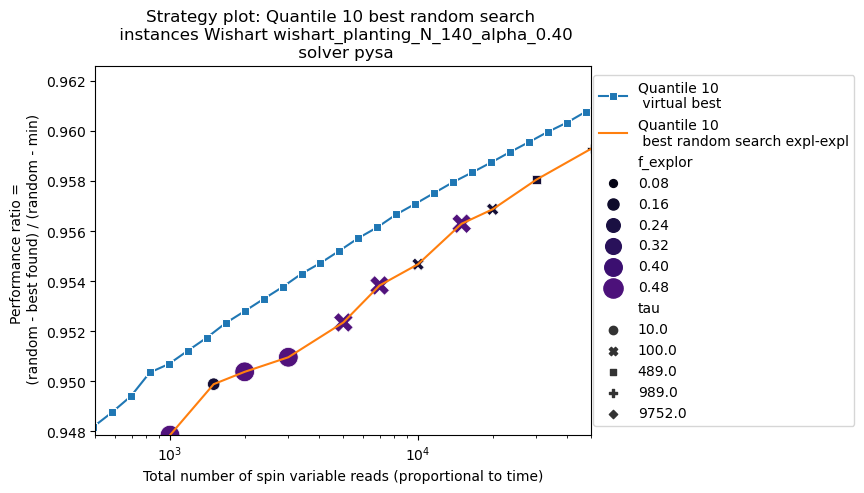 Strategy plot: Quantile 10 best random search
instances Wishart wishart_planting_N_140_alpha_0.40
solver pysa
Performance ratio =
(random - best found) / (random - min)
0.962
0.960
0.958
0.956
0.954
0.952
0.950
0.948
10³
10⁴
Total number of spin variable reads (proportional to time)
Quantile 10
virtual best
Quantile 10
best random search expl-expl
f_explor
0.08
0.16
0.24
0.32
0.40
0.48
tau
10.0
100.0
489.0
989.0
9752.0